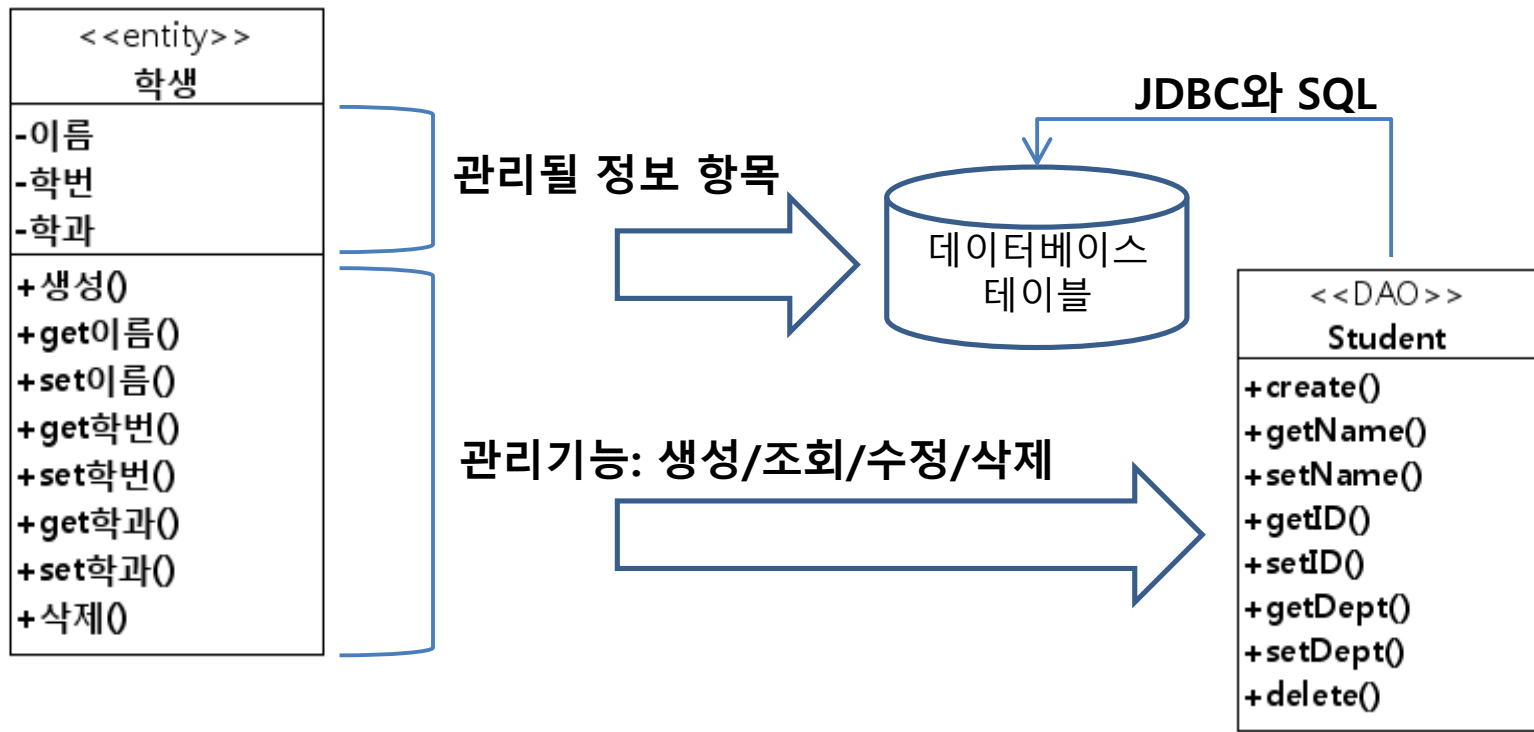 <<entity>>
학생
-이름
-학번
-학과
+생성()
+get이름()
+set이름()
+get학번()
+set학번()
+get학과()
+set학과()
+삭제()
관리될 정보 항목
관리기능: 생성/조회/수정/삭제
JDBC와 SQL
데이터베이스
테이블
<<DAO>>
Student
+create()
+getName()
+setName()
+getID()
+setID()
+getDept()
+setDept()
+delete()